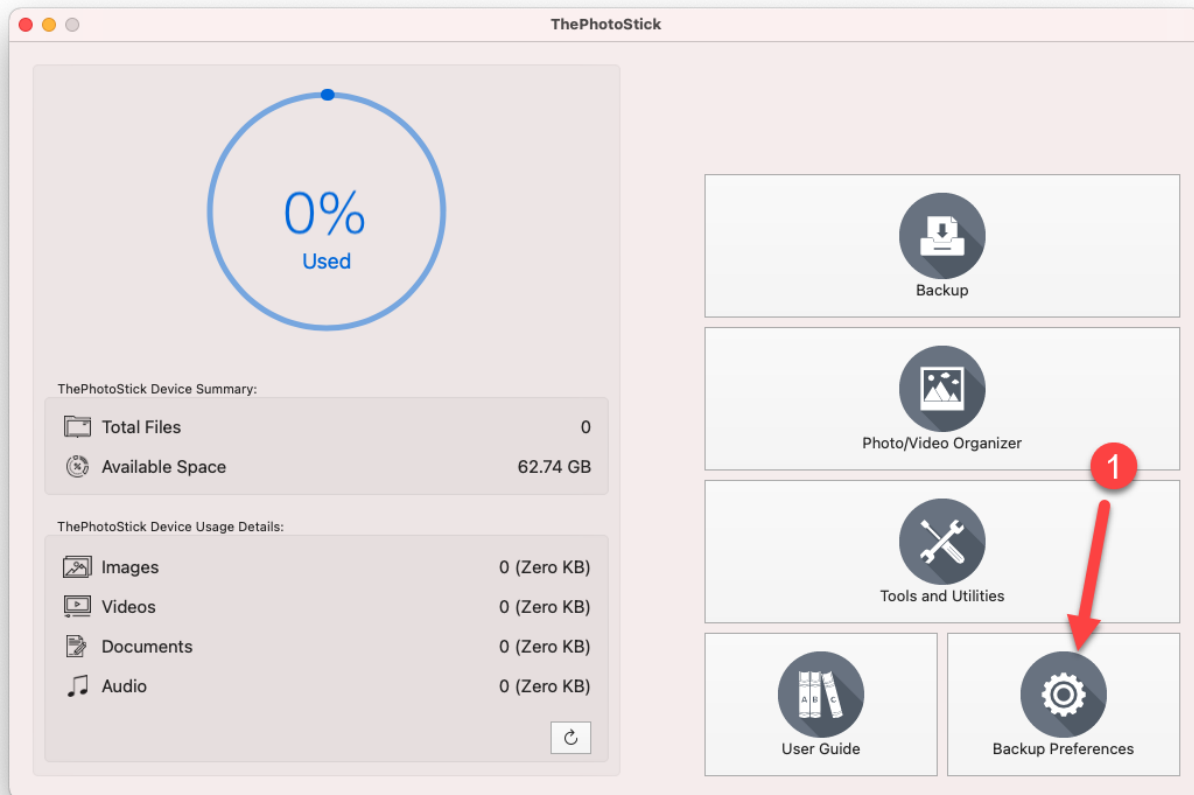 ThePhotoStick
0%
Used
ThePhotoStick Device Summary:
Total Files 0
Available Space 62.74 GB
ThePhotoStick Device Usage Details:
Images 0 (Zero KB)
Videos 0 (Zero KB)
Documents 0 (Zero KB)
Audio 0 (Zero KB)
Backup
Photo/Video Organizer
1
Tools and Utilities
A B C
User Guide
Backup Preferences